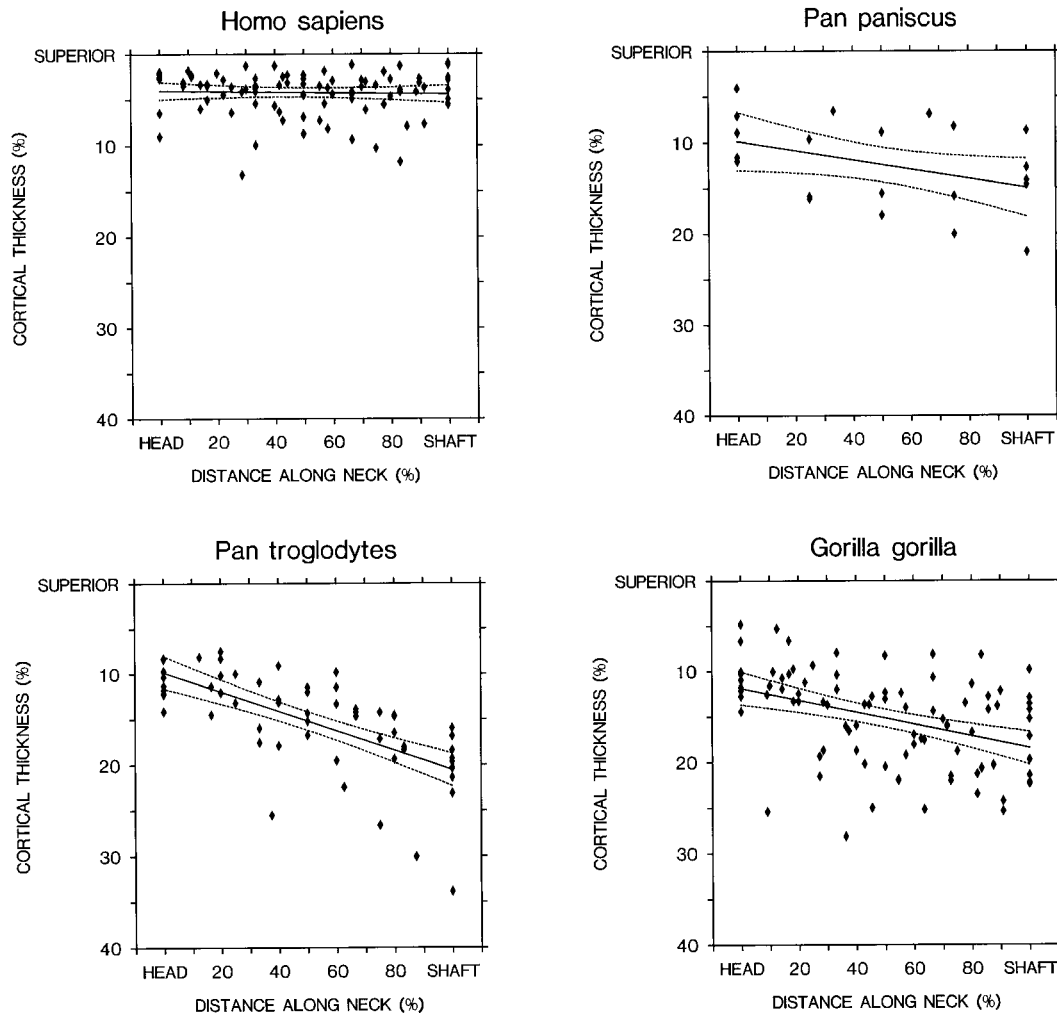 Homo sapiens
SUPERIOR
10
20
30
40
CORTICAL THICKNESS (%)
HEAD 20 40 60 80 SHAFT
DISTANCE ALONG NECK (%)
Pan paniscus
SUPERIOR
10
20
30
40
CORTICAL THICKNESS (%)
HEAD 20 40 60 80 SHAFT
DISTANCE ALONG NECK (%)
Pan troglodytes
SUPERIOR
10
20
30
40
CORTICAL THICKNESS (%)
HEAD 20 40 60 80 SHAFT
DISTANCE ALONG NECK (%)
Gorilla gorilla
SUPERIOR
10
20
30
40
CORTICAL THICKNESS (%)
HEAD 20 40 60 80 SHAFT
DISTANCE ALONG NECK (%)